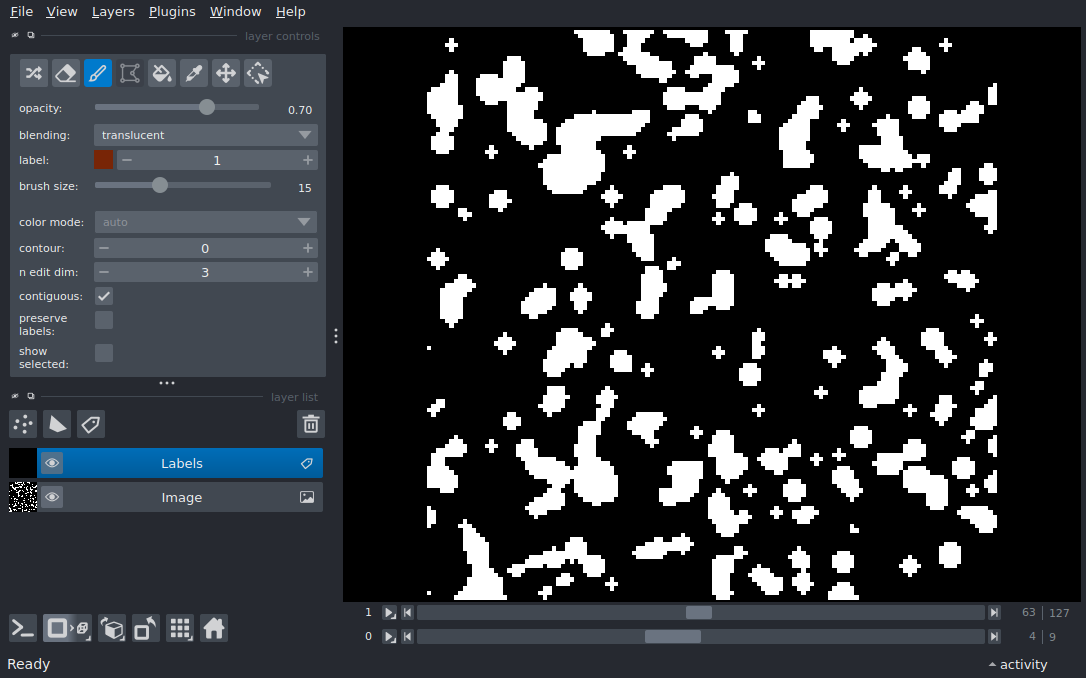 File View Layers Plugins Window Help
layer controls
opacity: 0.70
blending: translucent
label: 1
brush size: 15
color mode: auto
contour: 0
n edit dim: 3
contiguous:
preserve
labels:
show
selected:
layer list
Labels
Image
1 63 127
0 4 9
Ready
activity